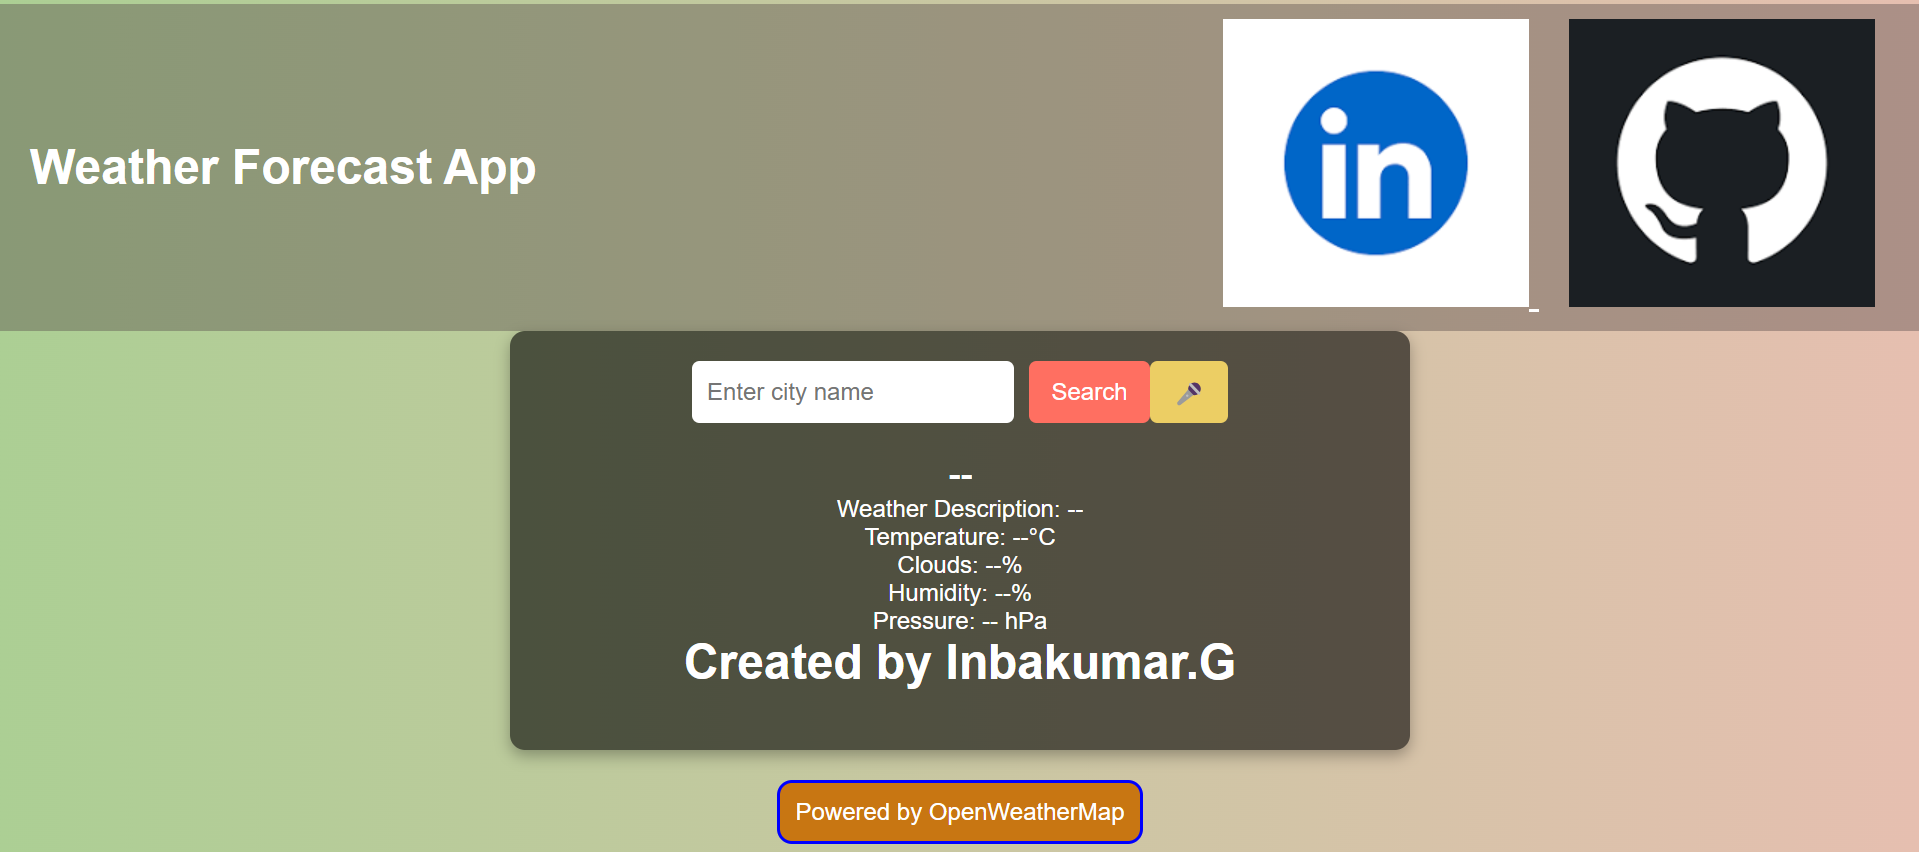 Weather Forecast App
in
Enter city name
Search
--
Weather Description: --
Temperature: --°C
Clouds: --%
Humidity: --%
Pressure: -- hPa
Created by Inbakumar.G
Powered by OpenWeatherMap